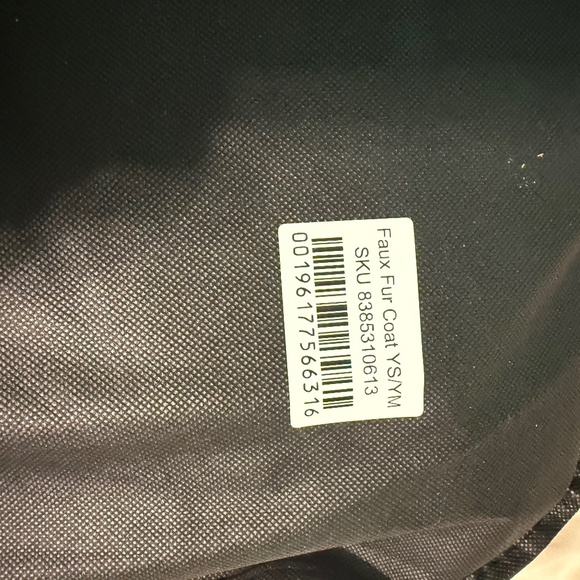 Faux Fur Coat YS/YM
SKU 8385310613
00196177566316